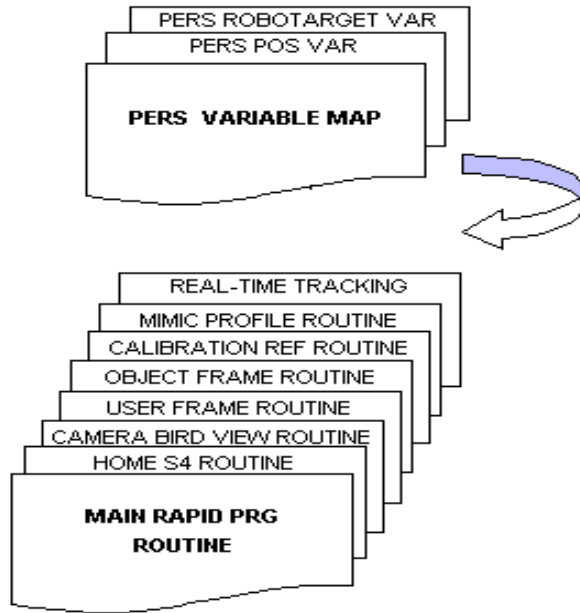 PERS ROBOTARGET VAR
PERS POS VAR
PERS VARIABLE MAP
REAL-TIME TRACKING
MIMIC PROFILE ROUTINE
CALIBRATION REF ROUTINE
OBJECT FRAME ROUTINE
USER FRAME ROUTINE
CAMERA BIRD VIEW ROUTINE
HOME S4 ROUTINE
MAIN RAPID PRG
ROUTINE